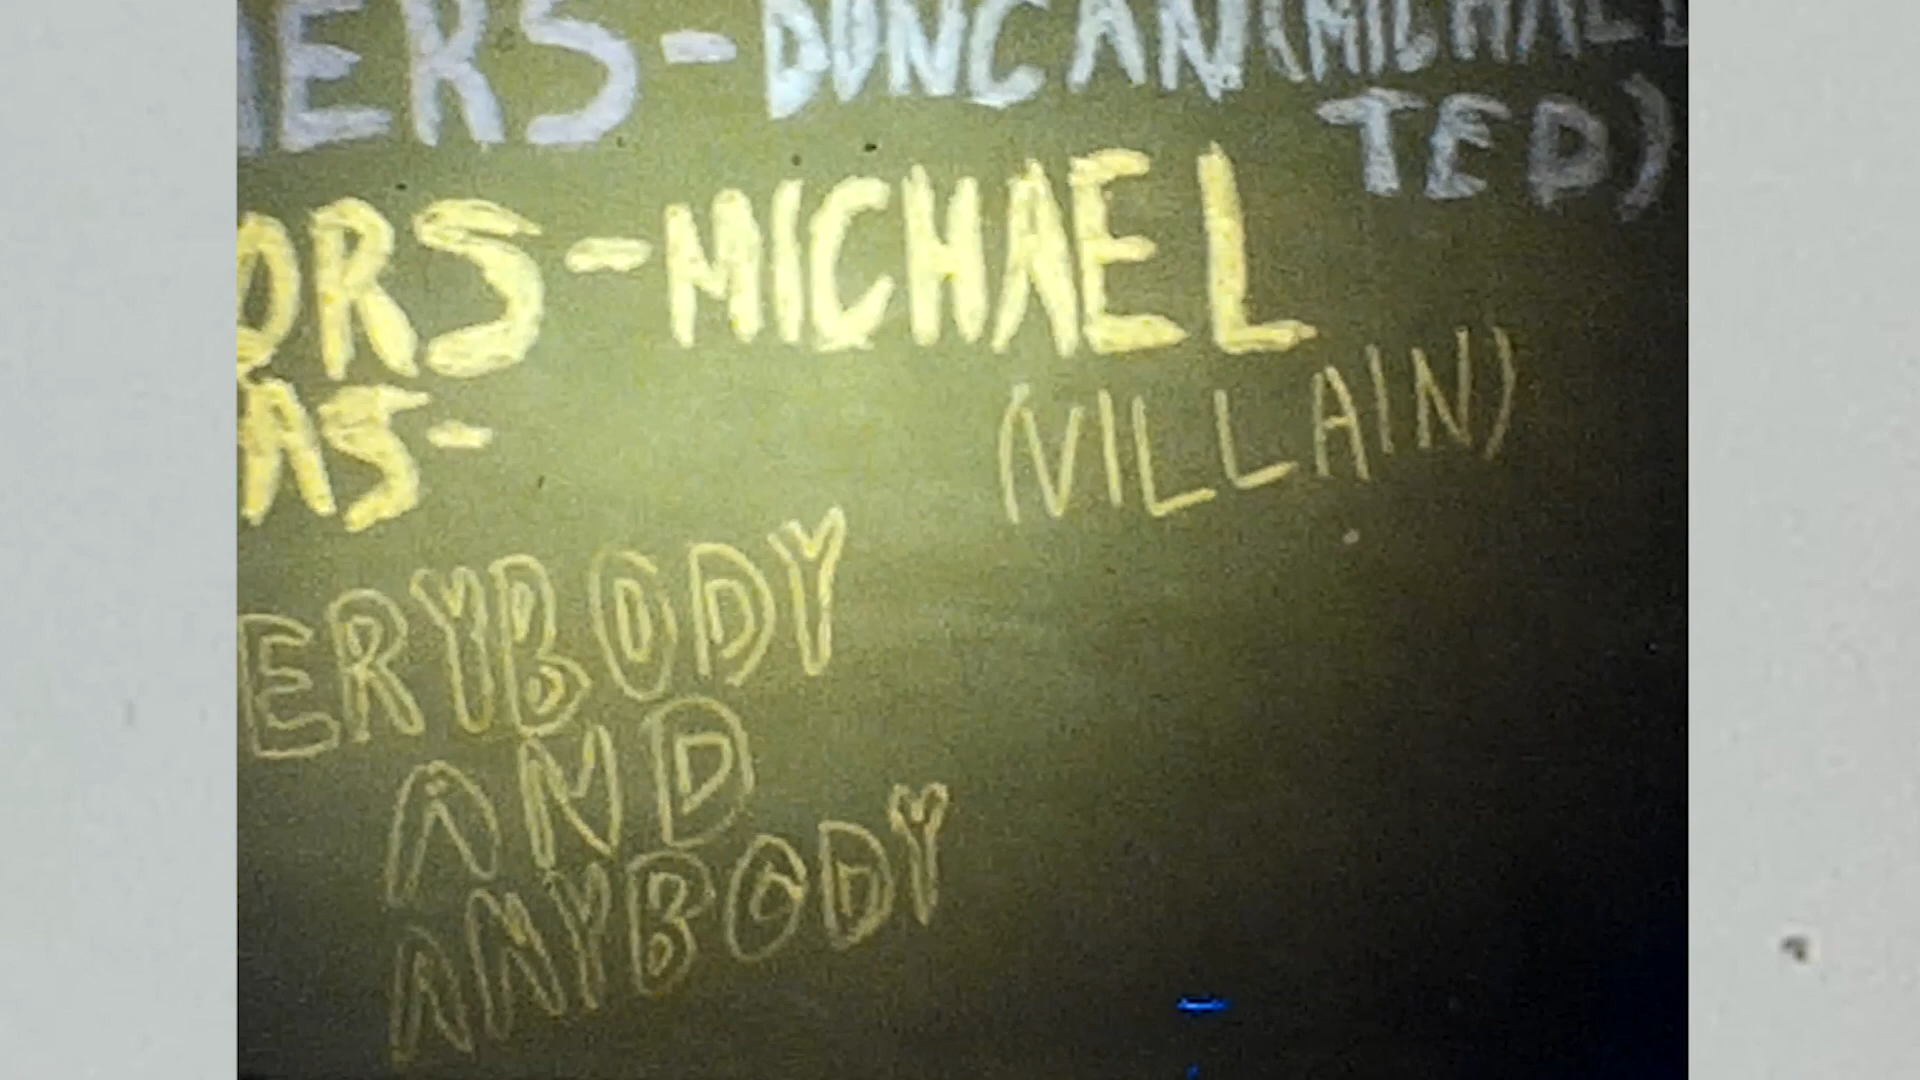 ERS-DUNCAN (MICHAEL
TED)
ORS-MICHAEL
(VILLAIN)
AS-
ERYBODY
AND
ANYBODY